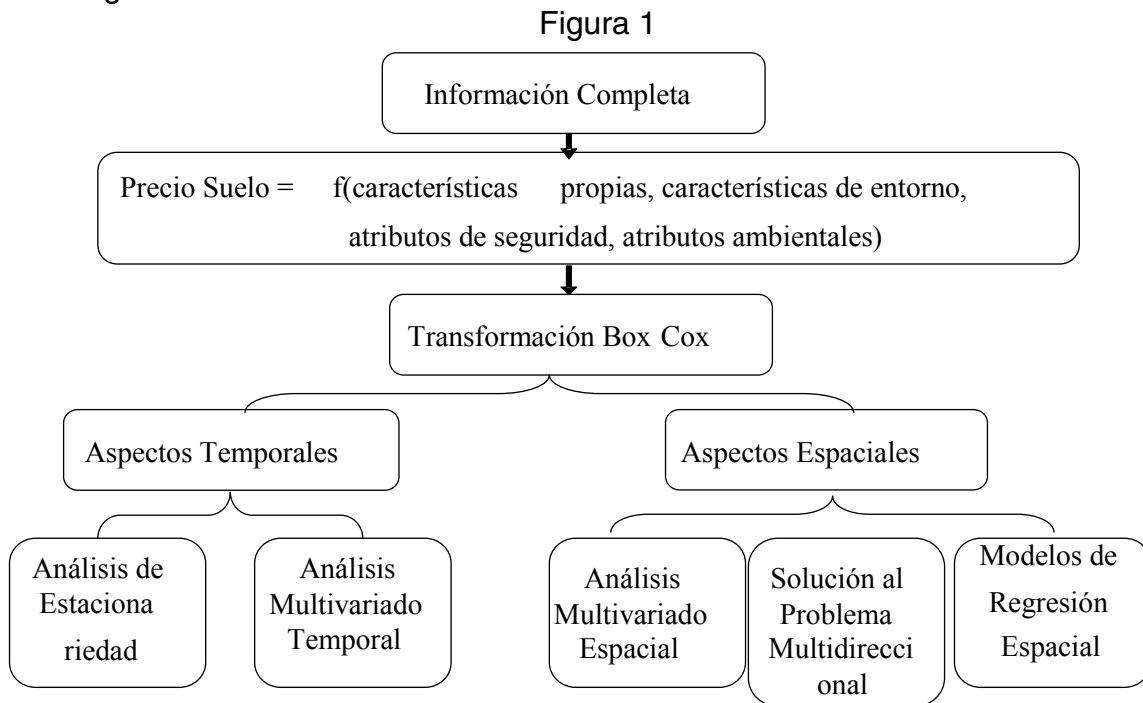 Figura 1
Información Completa
Precio Suelo = f(características propias, características de entorno,
atributos de seguridad, atributos ambientales)
Transformación Box Cox
Aspectos Temporales
Aspectos Espaciales
Análisis de
Estaciona
riedad
Análisis
Multivariado
Temporal
Análisis
Multivariado
Espacial
Solución al
Problema
Multidirecci
onal
Modelos de
Regresión
Espacial